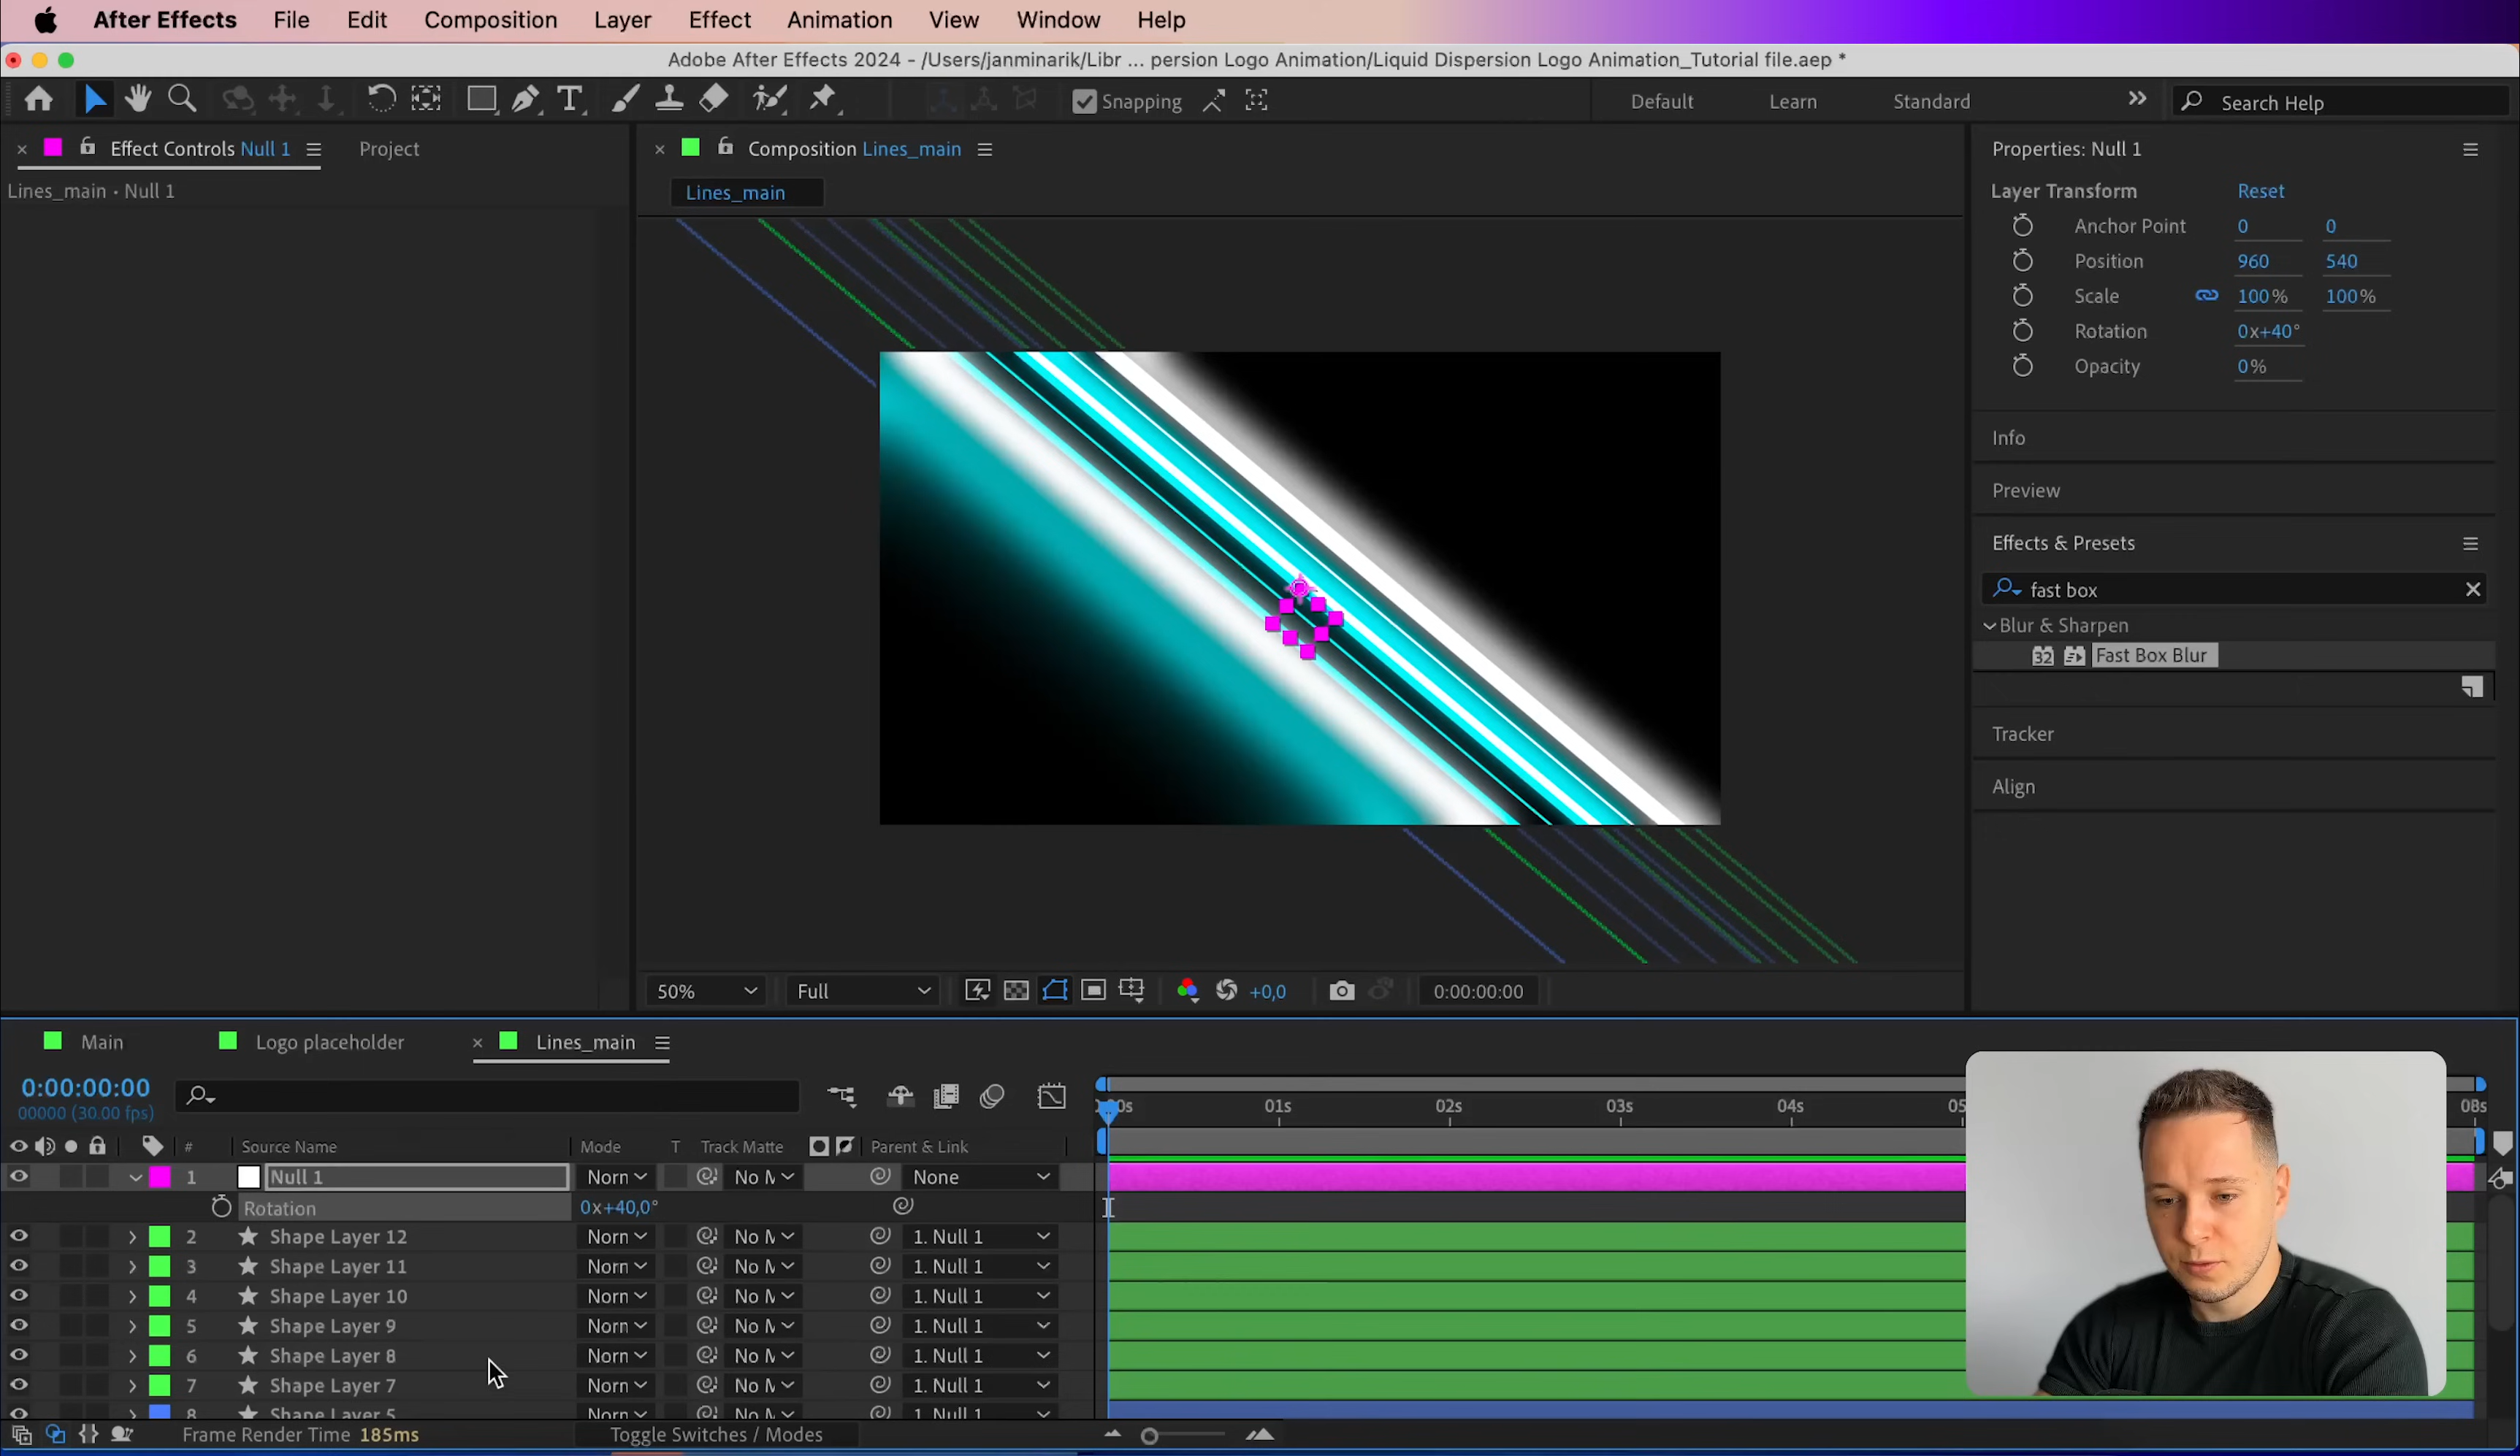 After Effects File Edit Composition Layer Effect Animation View Window Help
Adobe After Effects 2024 - /Users/janminarik/Libr ... persion Logo Animation/Liquid Dispersion Logo Animation_Tutorial file.aep *
Snapping Default Learn Standard Search Help
Effect Controls Null 1 Project
Lines_main • Null 1
Composition Lines_main
Lines_main
Properties: Null 1
Layer Transform Reset
Anchor Point 0 0
Position 960 540
Scale 100% 100%
Rotation 0x+40°
Opacity 0%
Info
Preview
Effects & Presets
fast box
Blur & Sharpen
32 Fast Box Blur
Tracker
Align
50% Full +0,0 0:00:00:00
Main Logo placeholder Lines_main
0:00:00:00
00000 (30.00 fps)
01s 02s 03s 04s 08s
# Source Name Mode T Track Matte Parent & Link
1 Null 1 Norn No M None
Rotation 0x+40,0°
2 Shape Layer 12 Norn No M 1. Null 1
3 Shape Layer 11 Norn No M 1. Null 1
4 Shape Layer 10 Norn No M 1. Null 1
5 Shape Layer 9 Norn No M 1. Null 1
6 Shape Layer 8 Norn No M 1. Null 1
7 Shape Layer 7 Norn No M 1. Null 1
8 Shape Layer 5 1. Null 1
Frame Render Time 185ms Toggle Switches / Modes